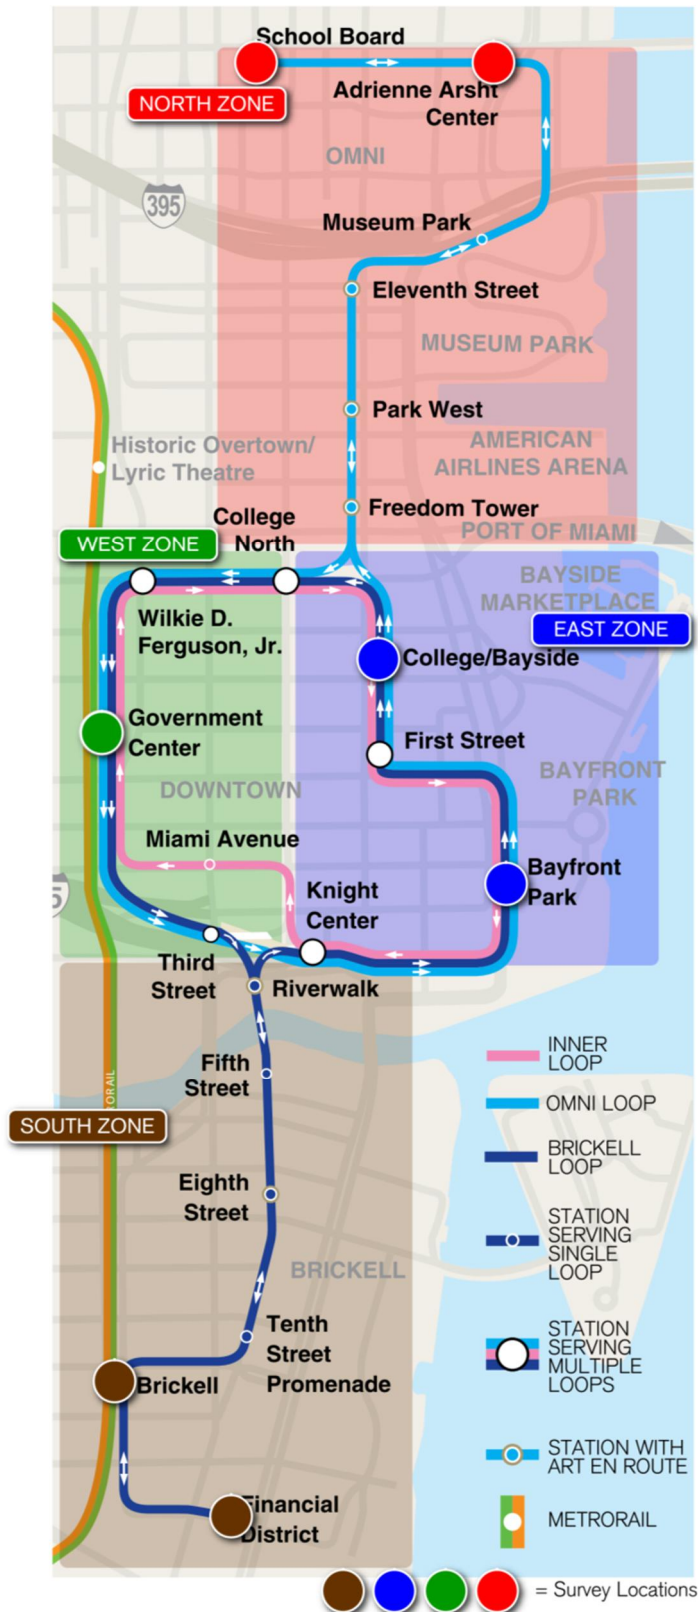 School Board
Adrienne Arsht
Center
NORTH ZONE
OMNI
395
Museum Park
Eleventh Street
MUSEUM PARK
Park West
AMERICAN
AIRLINES ARENA
Historic Overtown/
Lyric Theatre
Freedom Tower
College
North
PORT OF MIAMI
WEST ZONE
BAYSIDE
MARKETPLACE
EAST ZONE
Wilkie D.
Ferguson, Jr.
College/Bayside
Government
Center
First Street
DOWNTOWN
BAYFRONT
PARK
Miami Avenue
Bayfront
Park
Knight
Center
5
Third
Street
Riverwalk
Fifth
Street
ORAIL
SOUTH ZONE
Eighth
Street
BRICKELL
Tenth
Street
Promenade
Brickell
Financial
District
INNER
LOOP
OMNI LOOP
BRICKELL
LOOP
STATION
SERVING
SINGLE
LOOP
STATION
SERVING
MULTIPLE
LOOPS
STATION WITH
ART EN ROUTE
METRORAIL
= Survey Locations